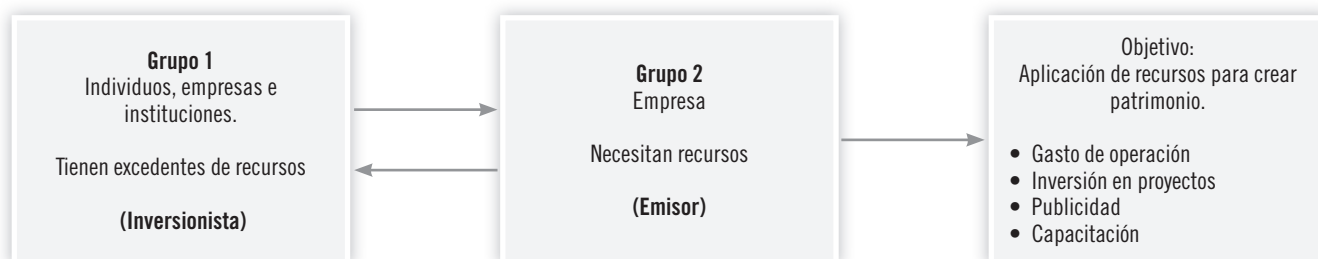 Grupo 1
Individuos, empresas e
instituciones.
Tienen excedentes de recursos
(Inversionista)
Grupo 2
Empresa
Necesitan recursos
(Emisor)
Objetivo:
Aplicación de recursos para crear
patrimonio.
• Gasto de operación
• Inversión en proyectos
• Publicidad
• Capacitación